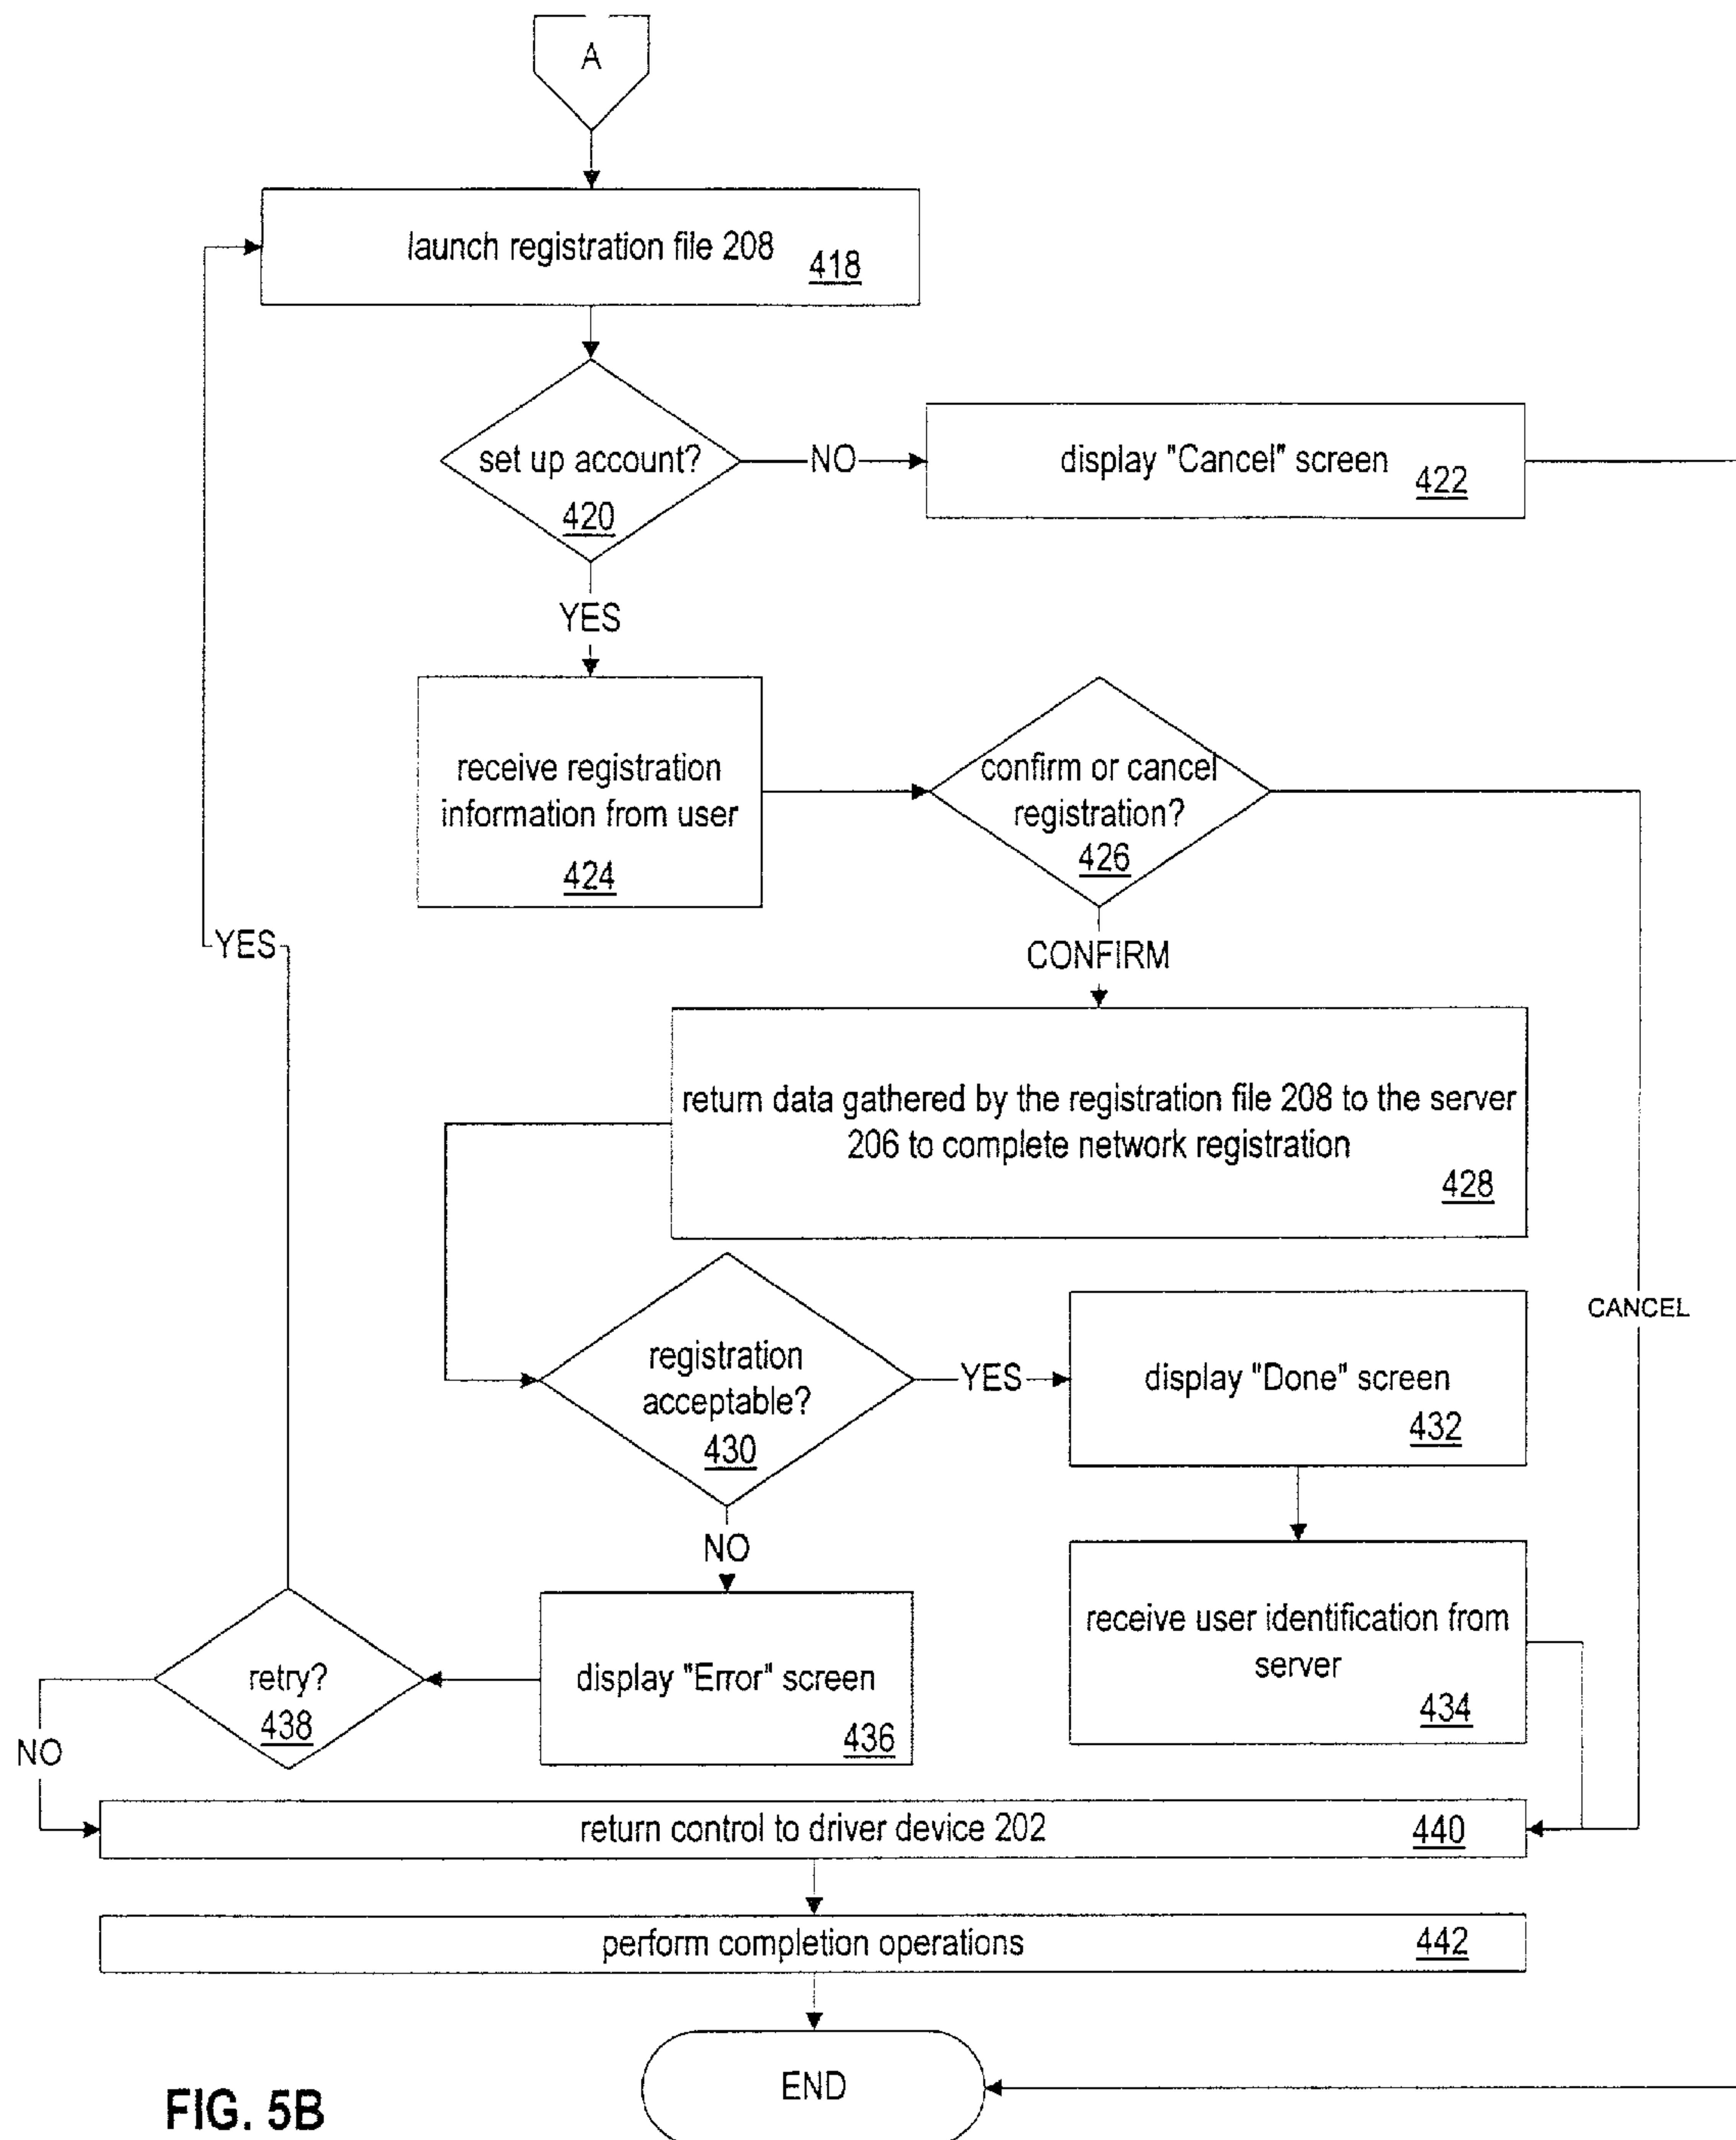 A
launch registration file 208
418
set up account?
420
NO
display "Cancel" screen
422
YES
receive registration
information from user
424
confirm or cancel
registration?
426
CONFIRM
YES
return data gathered by the registration file 208 to the server
206 to complete network registration
428
CANCEL
registration
acceptable?
430
YES
display "Done" screen
432
NO
receive user identification from
server
434
retry?
438
display "Error" screen
436
NO
return control to driver device 202
440
perform completion operations
442
END
FIG. 5B